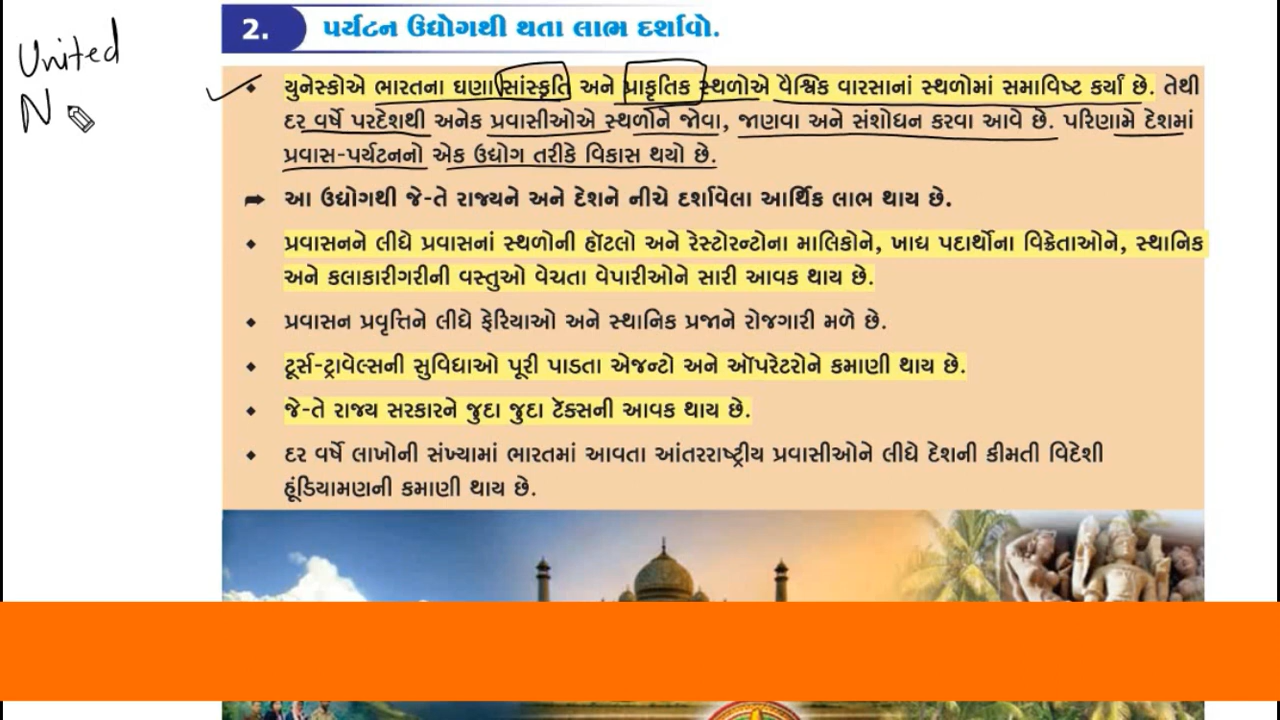 United
N
2. પર્યટન ઉદ્યોગથી થતા લાભ દર્શાવો.
યુનેસ્કોએ ભારતના ઘણા સાંસ્કૃતિ અને પ્રાકૃતિક સ્થળોએ વૈશ્વિક વારસાનાં સ્થળોમાં સમાવિષ્ટ કર્યાં છે. તેથી
દર વર્ષે પરદેશથી અનેક પ્રવાસીઓએ સ્થળોને જોવા, જાણવા અને સંશોધન કરવા આવે છે. પરિણામે દેશમાં
પ્રવાસ-પર્યટનનો એક ઉદ્યોગ તરીકે વિકાસ થયો છે.
➡ આ ઉદ્યોગથી જે-તે રાજ્યને અને દેશને નીચે દર્શાવેલા આર્થિક લાભ થાય છે.
પ્રવાસનને લીધે પ્રવાસનાં સ્થળોની હૉટલો અને રેસ્ટોરન્ટોના માલિકોને, ખાદ્ય પદાર્થોના વિક્રેતાઓને, સ્થાનિક
અને કલાકારીગરીની વસ્તુઓ વેચતા વેપારીઓને સારી આવક થાય છે.
પ્રવાસન પ્રવૃત્તિને લીધે ફેરિયાઓ અને સ્થાનિક પ્રજાને રોજગારી મળે છે.
ટૂર્સ-ટ્રાવેલ્સની સુવિધાઓ પૂરી પાડતા એજન્ટો અને ઑપરેટરોને કમાણી થાય છે.
જે-તે રાજ્ય સરકારને જુદા જુદા ટૅક્સની આવક થાય છે.
દર વર્ષે લાખોની સંખ્યામાં ભારતમાં આવતા આંતરરાષ્ટ્રીય પ્રવાસીઓને લીધે દેશની કીમતી વિદેશી
હૂંડિયામણની કમાણી થાય છે.